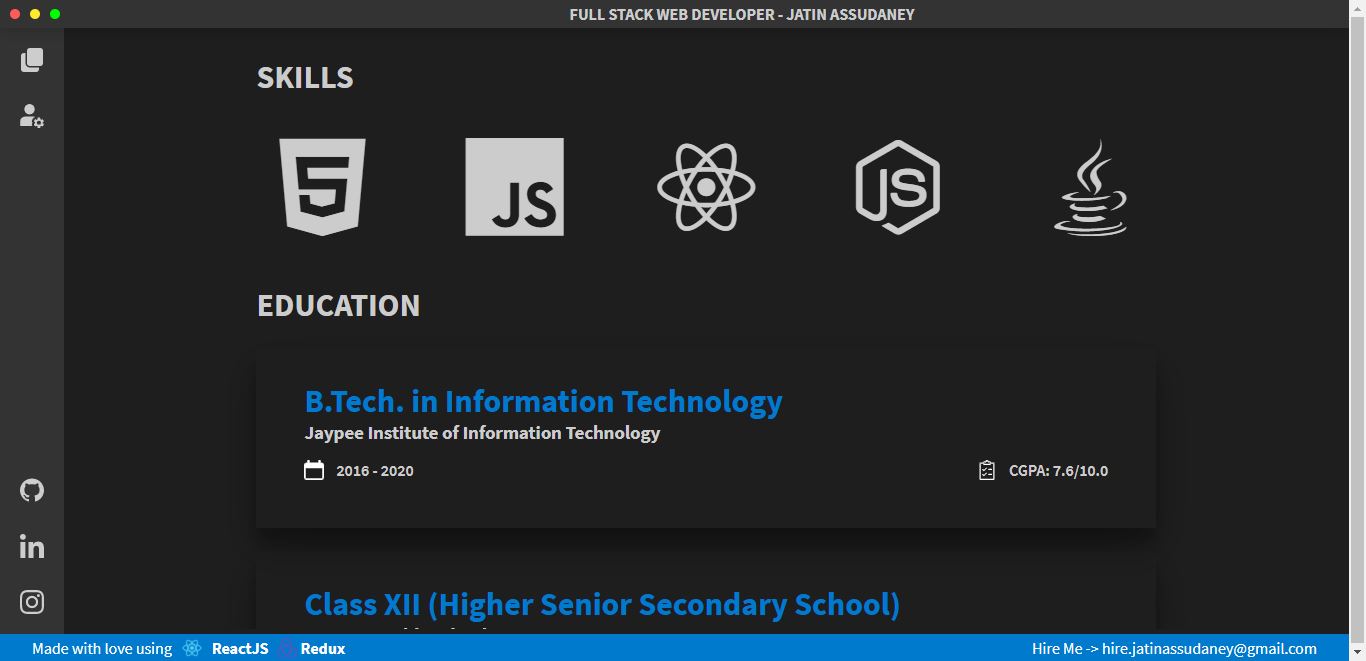 FULL STACK WEB DEVELOPER - JATIN ASSUDANEY
SKILLS
5
JS
JS
EDUCATION
B.Tech. in Information Technology
Jaypee Institute of Information Technology
2016 - 2020
CGPA: 7.6/10.0
Class XII (Higher Senior Secondary School)
in
Made with love using ReactJS Redux
Hire Me -> hire.jatinassudaney@gmail.com